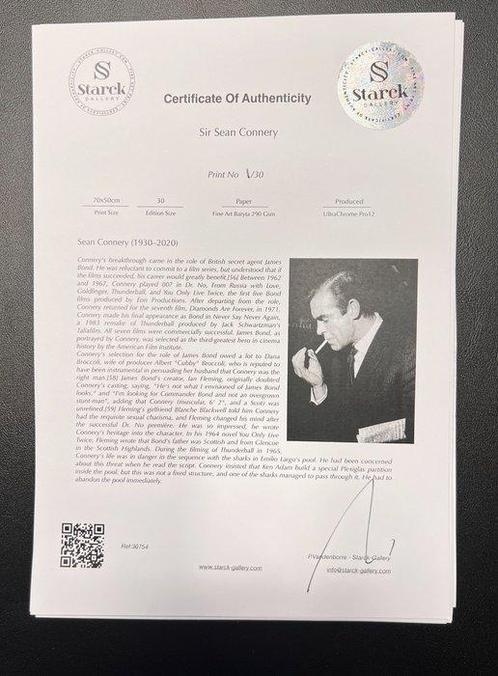 Starck
GALLERY
Starck
GALLERY
Certificate Of Authenticity
Sir Sean Connery
Print No 1/30
70x50cm 30 Paper Produced
Print Size Edition Size Fine Art Baryta 290 Gsm UltraChrome Pro12
Sean Connery (1930–2020)
Connery's breakthrough came in the role of British secret agent James
Bond. He was reluctant to commit to a film series, but understood that if
the films succeeded, his career would greatly benefit.[56] Between 1962
and 1967, Connery played 007 in Dr. No, From Russia with Love,
Goldfinger, Thunderball, and You Only Live Twice, the first five Bond
films produced by Eon Productions. After departing from the role,
Connery returned for the seventh film, Diamonds Are Forever, in 1971.
Connery made his final appearance as Bond in Never Say Never Again,
a 1983 remake of Thunderball produced by Jack Schwartzman's
Taliafilm. All seven films were commercially successful. James Bond, as
portrayed by Connery, was selected as the third-greatest hero in cinema
history by the American Film Institute.
Connery's selection for the role of James Bond owed a lot to Dana
Broccoli, wife of producer Albert "Cubby" Broccoli, who is reputed to
have been instrumental in persuading her husband that Connery was the
right man.[58] James Bond's creator, Ian Fleming, originally doubted
Connery's casting, saying, "He's not what I envisioned of James Bond
looks," and "I'm looking for Commander Bond and not an overgrown
stunt-man", adding that Connery (muscular, 6' 2", and a Scot) was
unrefined.[59] Fleming's girlfriend Blanche Blackwell told him Connery
had the requisite sexual charisma, and Fleming changed his mind after
the successful Dr. No première. He was so impressed, he wrote
Connery's heritage into the character. In his 1964 novel You Only Live
Twice, Fleming wrote that Bond's father was Scottish and from Glencoe
in the Scottish Highlands. During the filming of Thunderball in 1965,
Connery's life was in danger in the sequence with the sharks in Emilio Largo's pool. He had been concerned
about this threat when he read the script. Connery insisted that Ken Adam build a special Plexiglas partition
inside the pool, but this was not a fixed structure, and one of the sharks managed to pass through it. He had to
abandon the pool immediately.
Ref:30754
P.Vandenborre - Starck-Gallery
www.starck-gallery.com info@starck-gallery.com